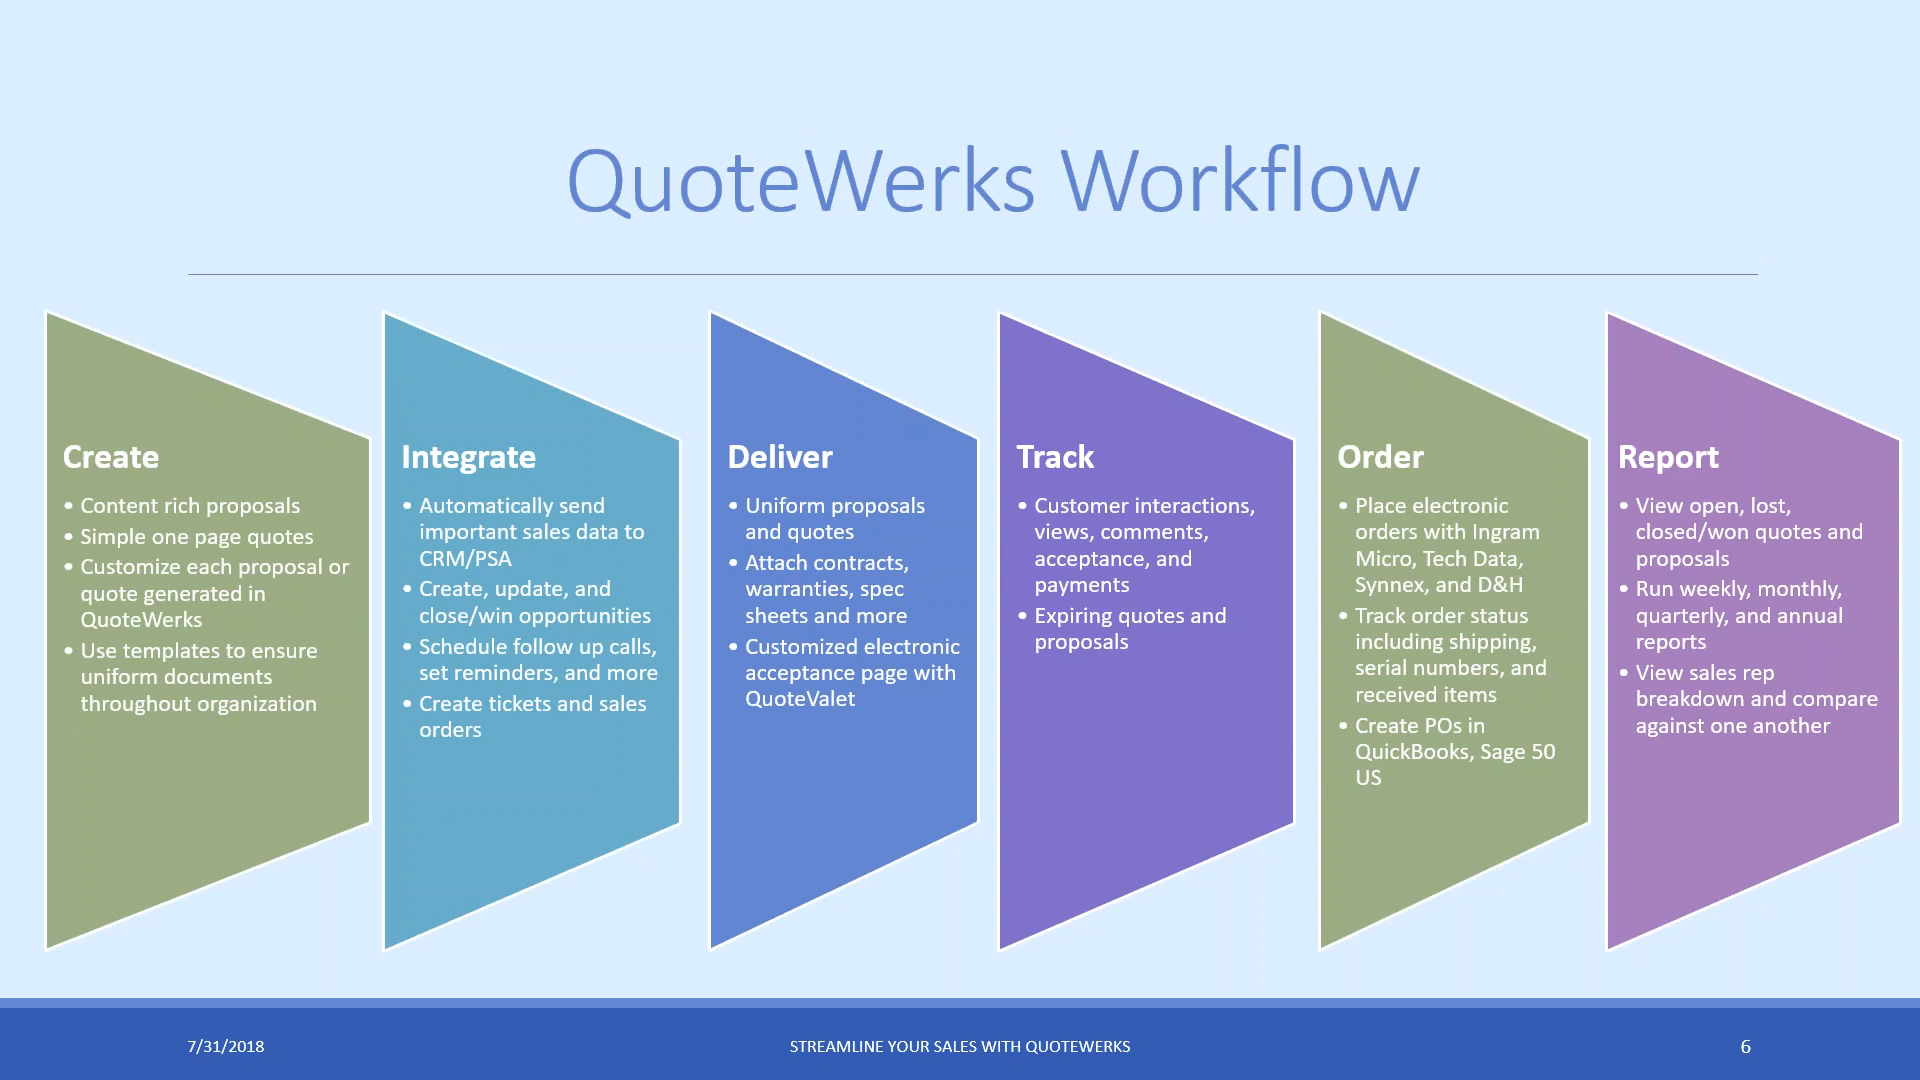 QuoteWerks Workflow
Create
• Content rich proposals
• Simple one page quotes
• Customize each proposal or
quote generated in
QuoteWerks
• Use templates to ensure
uniform documents
throughout organization
Integrate
• Automatically send
important sales data to
CRM/PSA
• Create, update, and
close/win opportunities
• Schedule follow up calls,
set reminders, and more
• Create tickets and sales
orders
Deliver
• Uniform proposals
and quotes
• Attach contracts,
warranties, spec
sheets and more
• Customized electronic
acceptance page with
QuoteValet
Track
• Customer interactions,
views, comments,
acceptance, and
payments
• Expiring quotes and
proposals
Order
• Place electronic
orders with Ingram
Micro, Tech Data,
Synnex, and D&H
• Track order status
including shipping,
serial numbers, and
received items
• Create POs in
QuickBooks, Sage 50
US
Report
• View open, lost,
closed/won quotes and
proposals
• Run weekly, monthly,
quarterly, and annual
reports
• View sales rep
breakdown and compare
against one another
7/31/2018
STREAMLINE YOUR SALES WITH QUOTEWERKS
6